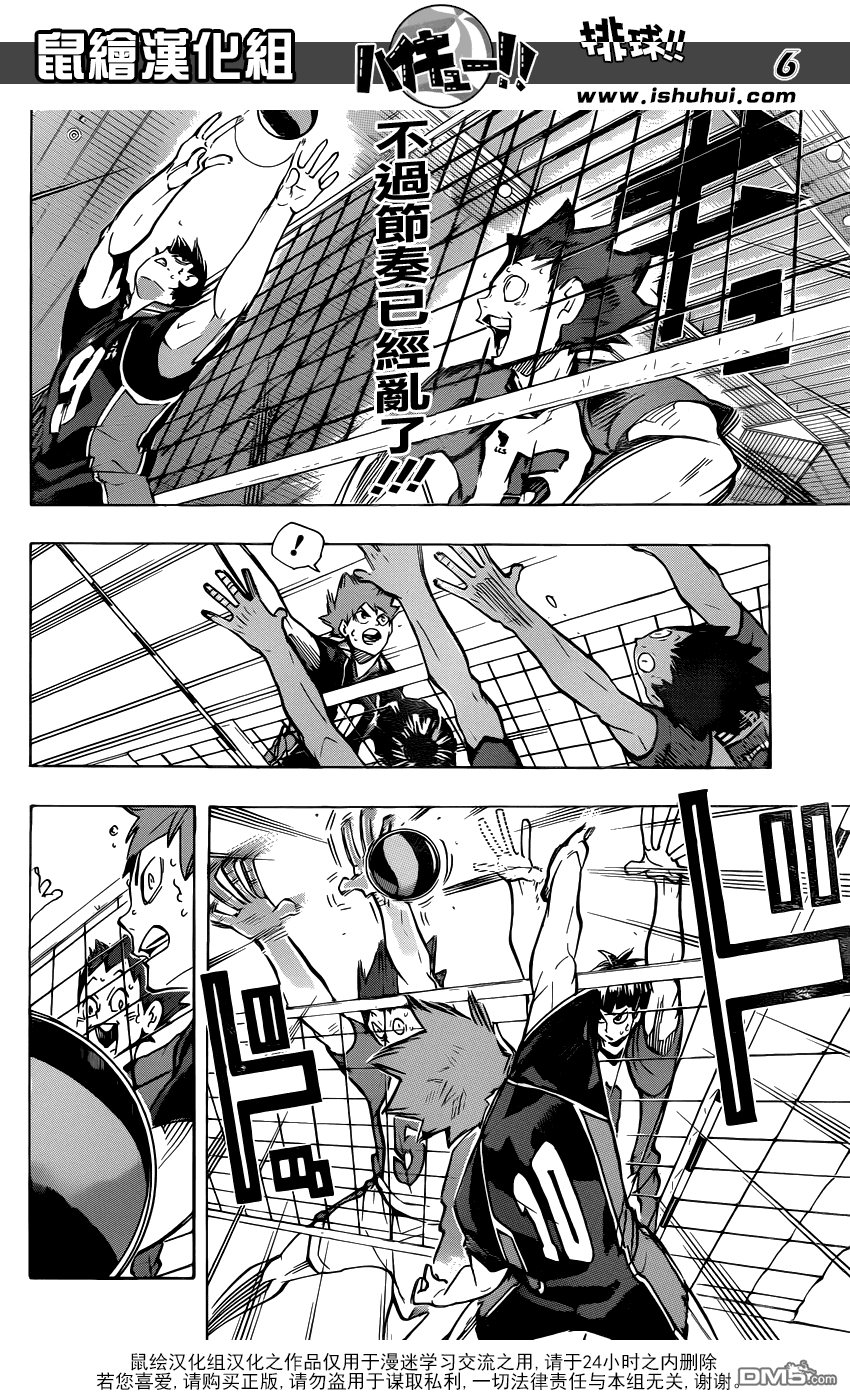 鼠繪漢化組
ハイキュー!!
排球!!
6
www.ishuhui.com
不過節奏已經亂了!!!
!
5
9
10
鼠绘汉化组汉化之作品仅用于漫迷学习交流之用,请于24小时之内删除
若您喜爱,请购买正版,请勿盗用于谋取私利,一切法律责任与本组无关,谢谢。
DM5.com